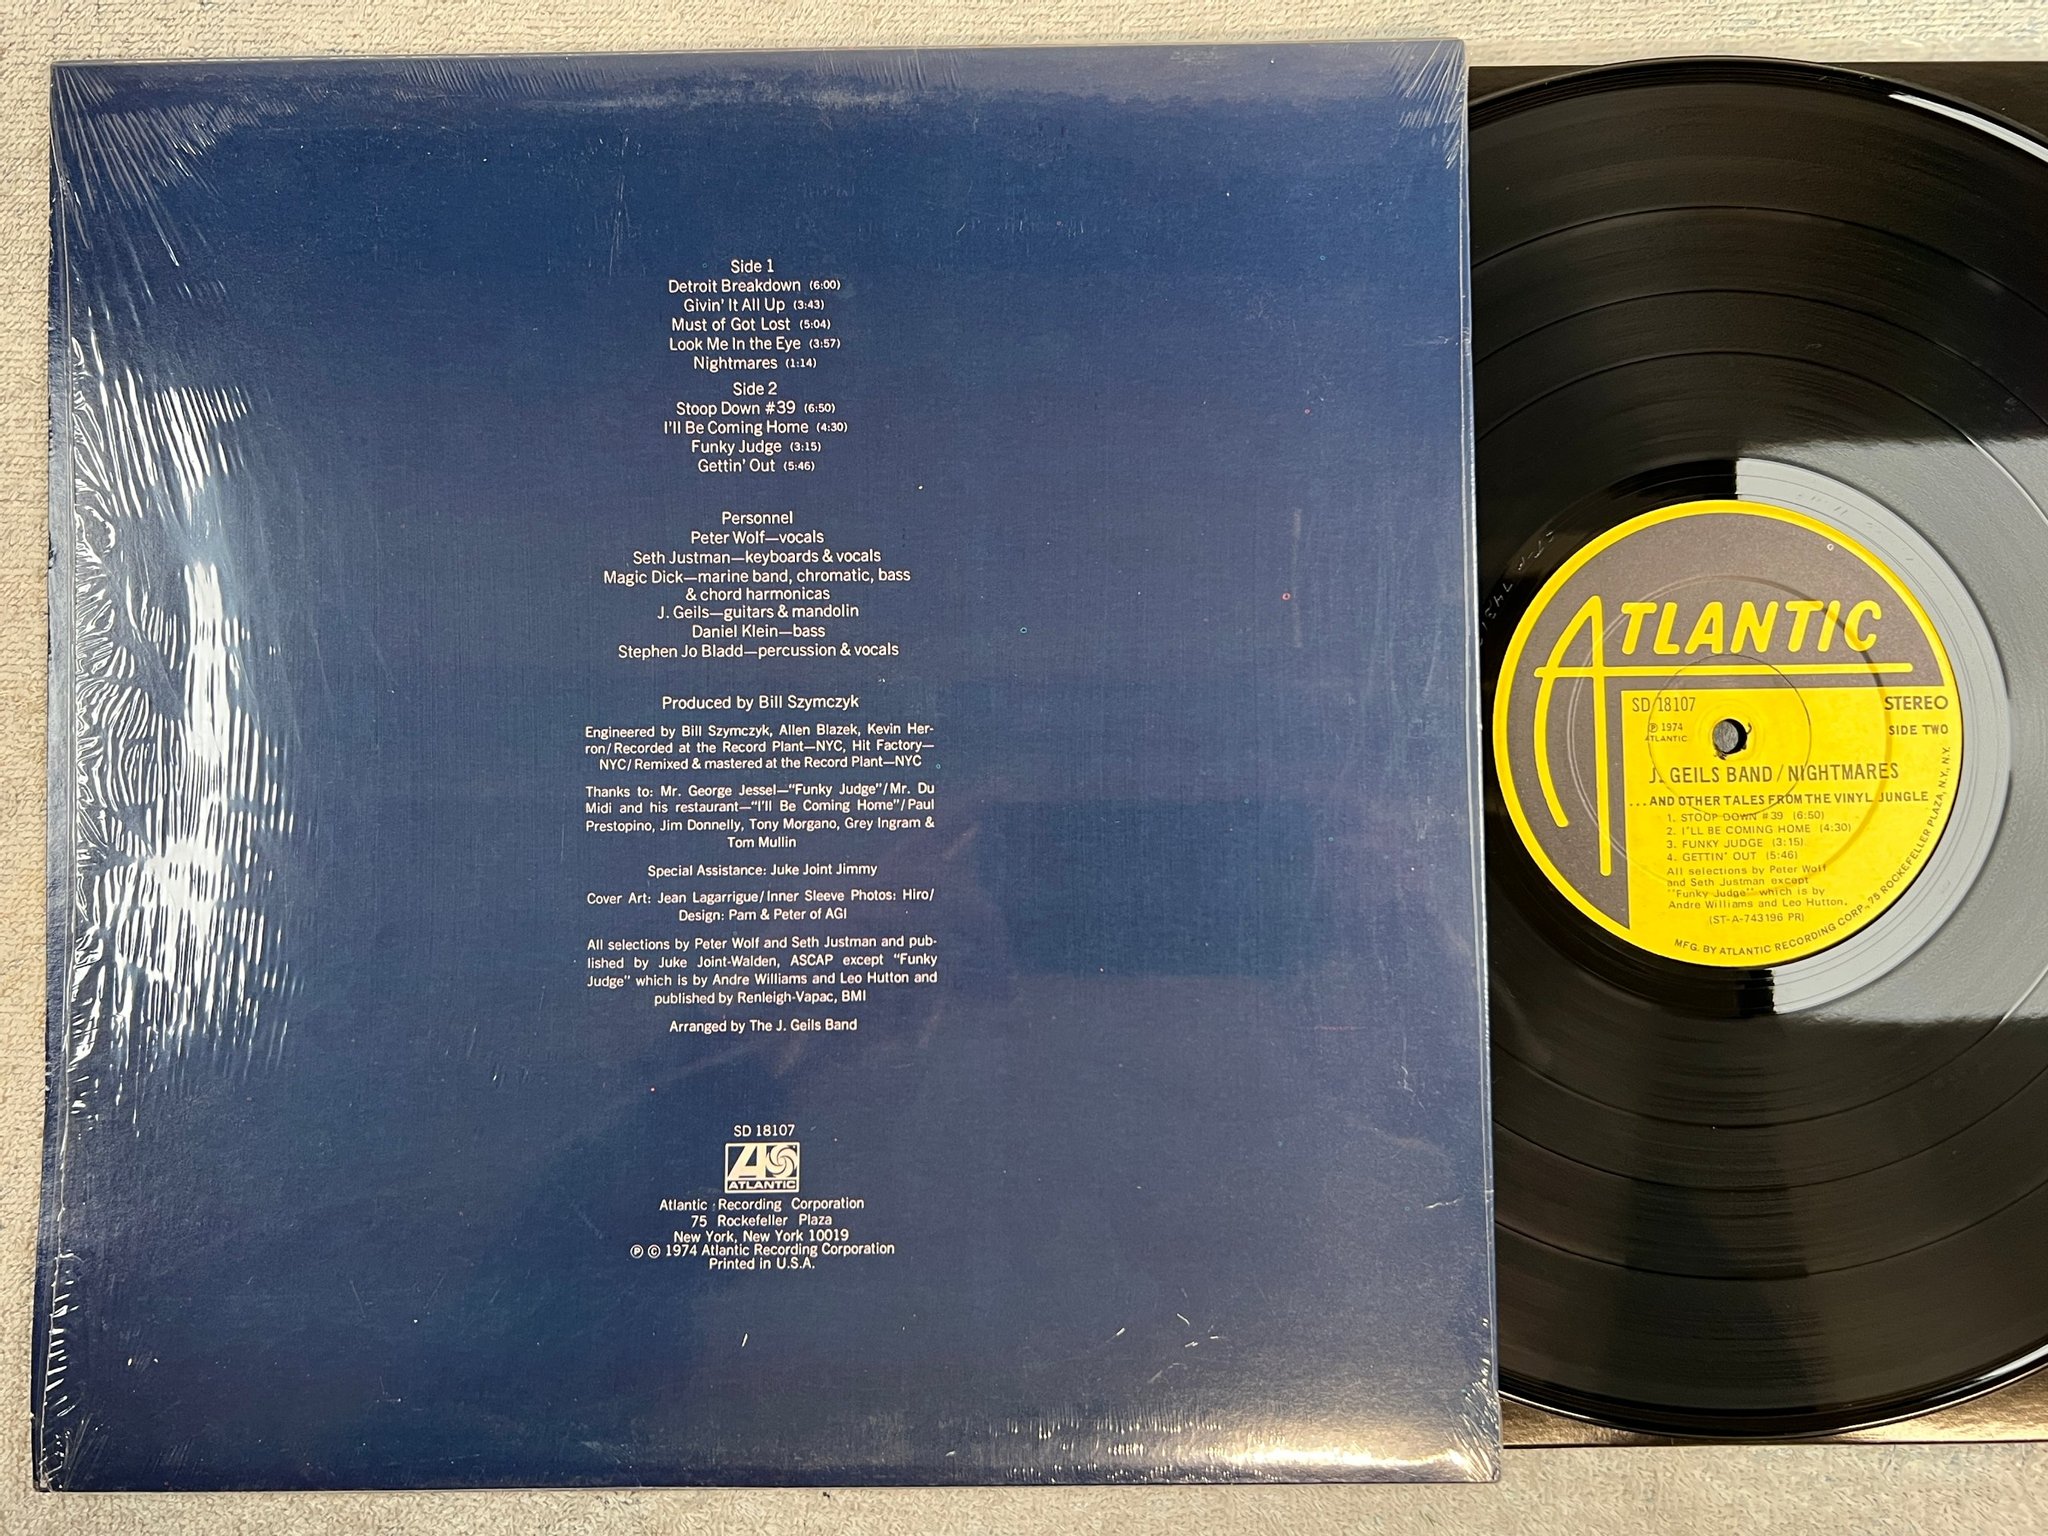 Side 1
Detroit Breakdown (6:00)
Givin' It All Up (3:43)
Must of Got Lost (5:04)
Look Me In the Eye (3:57)
Nightmares (1:14)
Side 2
Stoop Down #39 (6:50)
I'll Be Coming Home (4:30)
Funky Judge (3:15)
Gettin' Out (5:46)
Personnel
Peter Wolf—vocals
Seth Justman—keyboards & vocals
Magic Dick—marine band, chromatic, bass
& chord harmonicas
J. Geils—guitars & mandolin
Daniel Klein—bass
Stephen Jo Bladd—percussion & vocals
Produced by Bill Szymczyk
Engineered by Bill Szymczyk, Allen Blazek, Kevin Her-
ron/Recorded at the Record Plant—NYC, Hit Factory—
NYC/Remixed & mastered at the Record Plant—NYC
Thanks to: Mr. George Jessel—"Funky Judge"/Mr. Du
Midi and his restaurant—"I'll Be Coming Home"/Paul
Prestopino, Jim Donnelly, Tony Morgano, Grey Ingram &
Tom Mullin
Special Assistance: Juke Joint Jimmy
Cover Art: Jean Lagarrigue/Inner Sleeve Photos: Hiro/
Design: Pam & Peter of AGI
All selections by Peter Wolf and Seth Justman and pub-
lished by Juke Joint-Walden, ASCAP except "Funky
Judge" which is by Andre Williams and Leo Hutton and
published by Renleigh-Vapac, BMI
Arranged by The J. Geils Band
SD 18107
ATLANTIC
Atlantic Recording Corporation
75 Rockefeller Plaza
New York, New York 10019
℗ © 1974 Atlantic Recording Corporation
Printed in U.S.A.
ATLANTIC
SD 18107 STEREO
℗ 1974 SIDE TWO
ATLANTIC
J. GEILS BAND/NIGHTMARES
...AND OTHER TALES FROM THE VINYL JUNGLE
1. STOOP DOWN #39 (6:50)
2. I'LL BE COMING HOME (4:30)
3. FUNKY JUDGE (3:15)
4. GETTIN' OUT (5:46)
All selections by Peter Wolf
and Seth Justman except
"Funky Judge" which is by
Andre Williams and Leo Hutton.
(ST-A-743196 PR)
MFG. BY ATLANTIC RECORDING CORP., 75 ROCKEFELLER PLAZA, N.Y., N.Y.